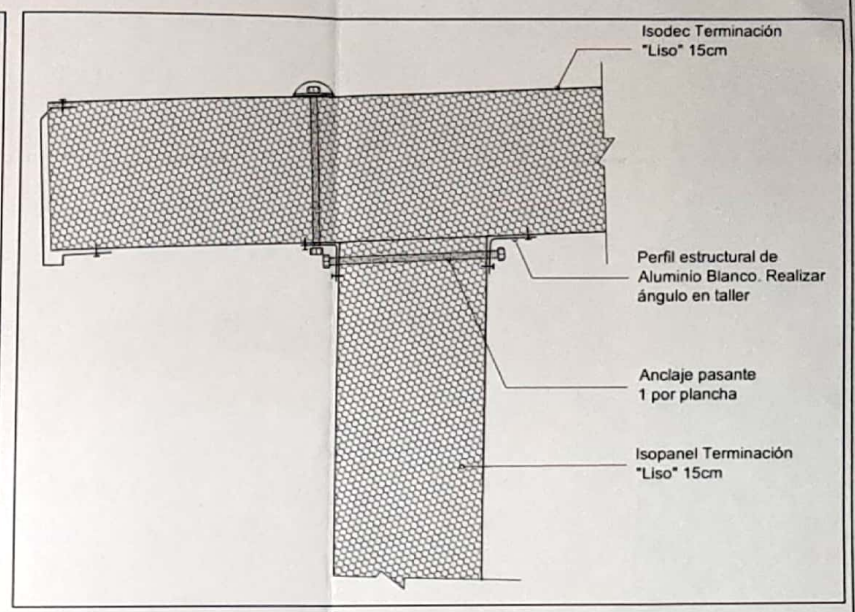 Isodec Terminación
"Liso" 15cm
Perfil estructural de
Aluminio Blanco. Realizar
ángulo en taller
Anclaje pasante
1 por plancha
Isopanel Terminación
"Liso" 15cm